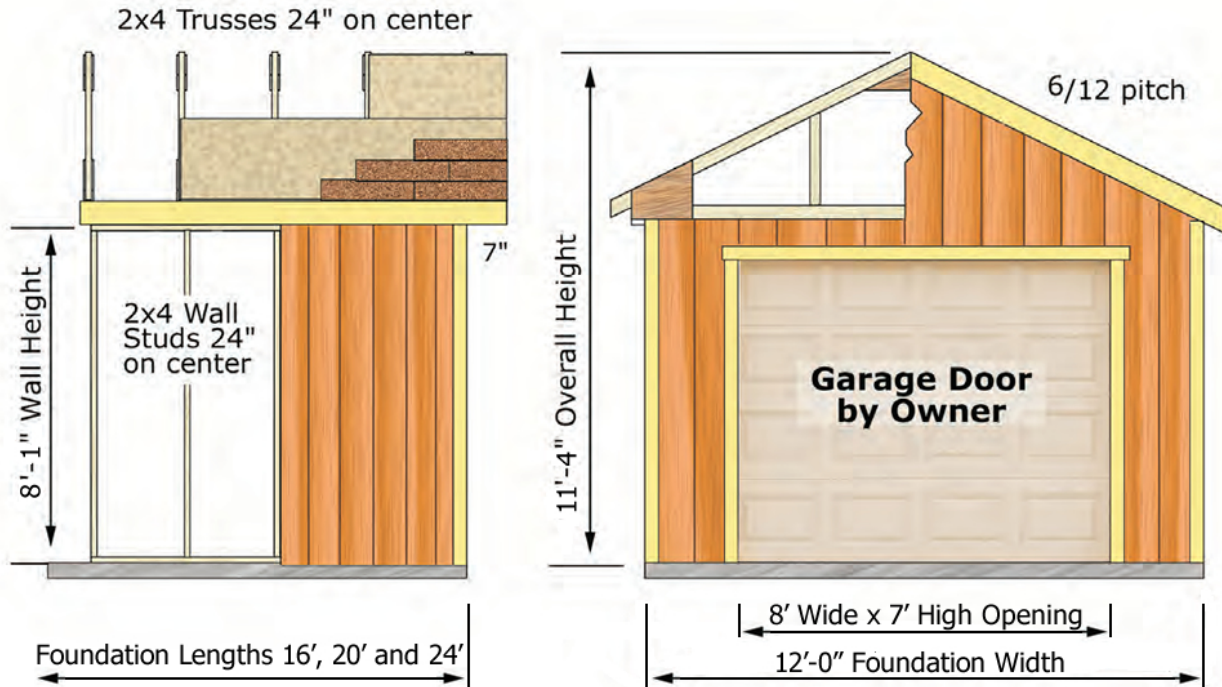 2x4 Trusses 24" on center
7"
8'-1" Wall Height
2x4 Wall
Studs 24"
on center
Foundation Lengths 16′, 20′ and 24′
6/12 pitch
11'-4" Overall Height
Garage Door
by Owner
8′ Wide x 7′ High Opening
12′-0″ Foundation Width